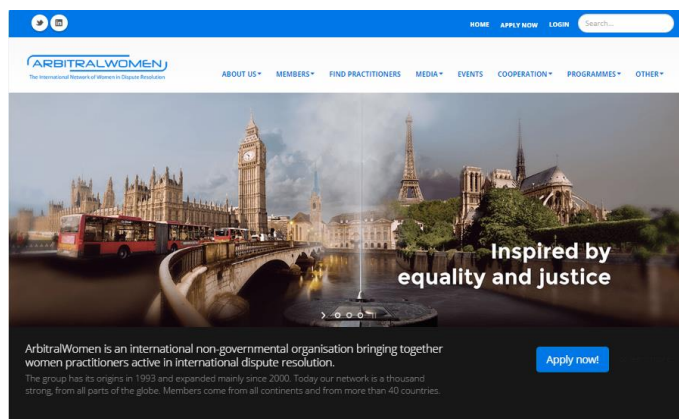 HOME APPLY NOW LOGIN Search...
ARBITRALWOMEN
The International Network of Women in Dispute Resolution
ABOUT US MEMBERS FIND PRACTITIONERS MEDIA EVENTS COOPERATION PROGRAMMES OTHER
Inspired by
equality and justice
ArbitralWomen is an international non-governmental organisation bringing together
women practitioners active in international dispute resolution.
Apply now!
The group has its origins in 1993 and expanded mainly since 2000. Today our network is a thousand
strong, from all parts of the globe. Members come from all continents and from more than 40 countries.